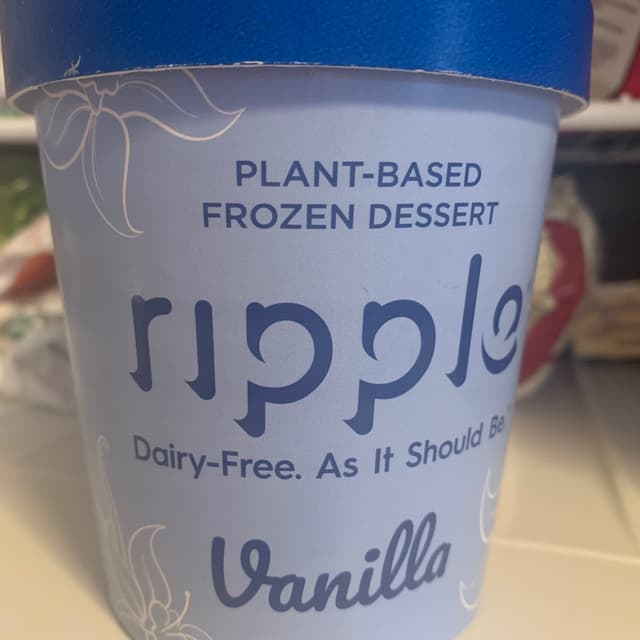 PLANT-BASED
FROZEN DESSERT
ripple
Dairy-Free. As It Should Be.
Vanilla